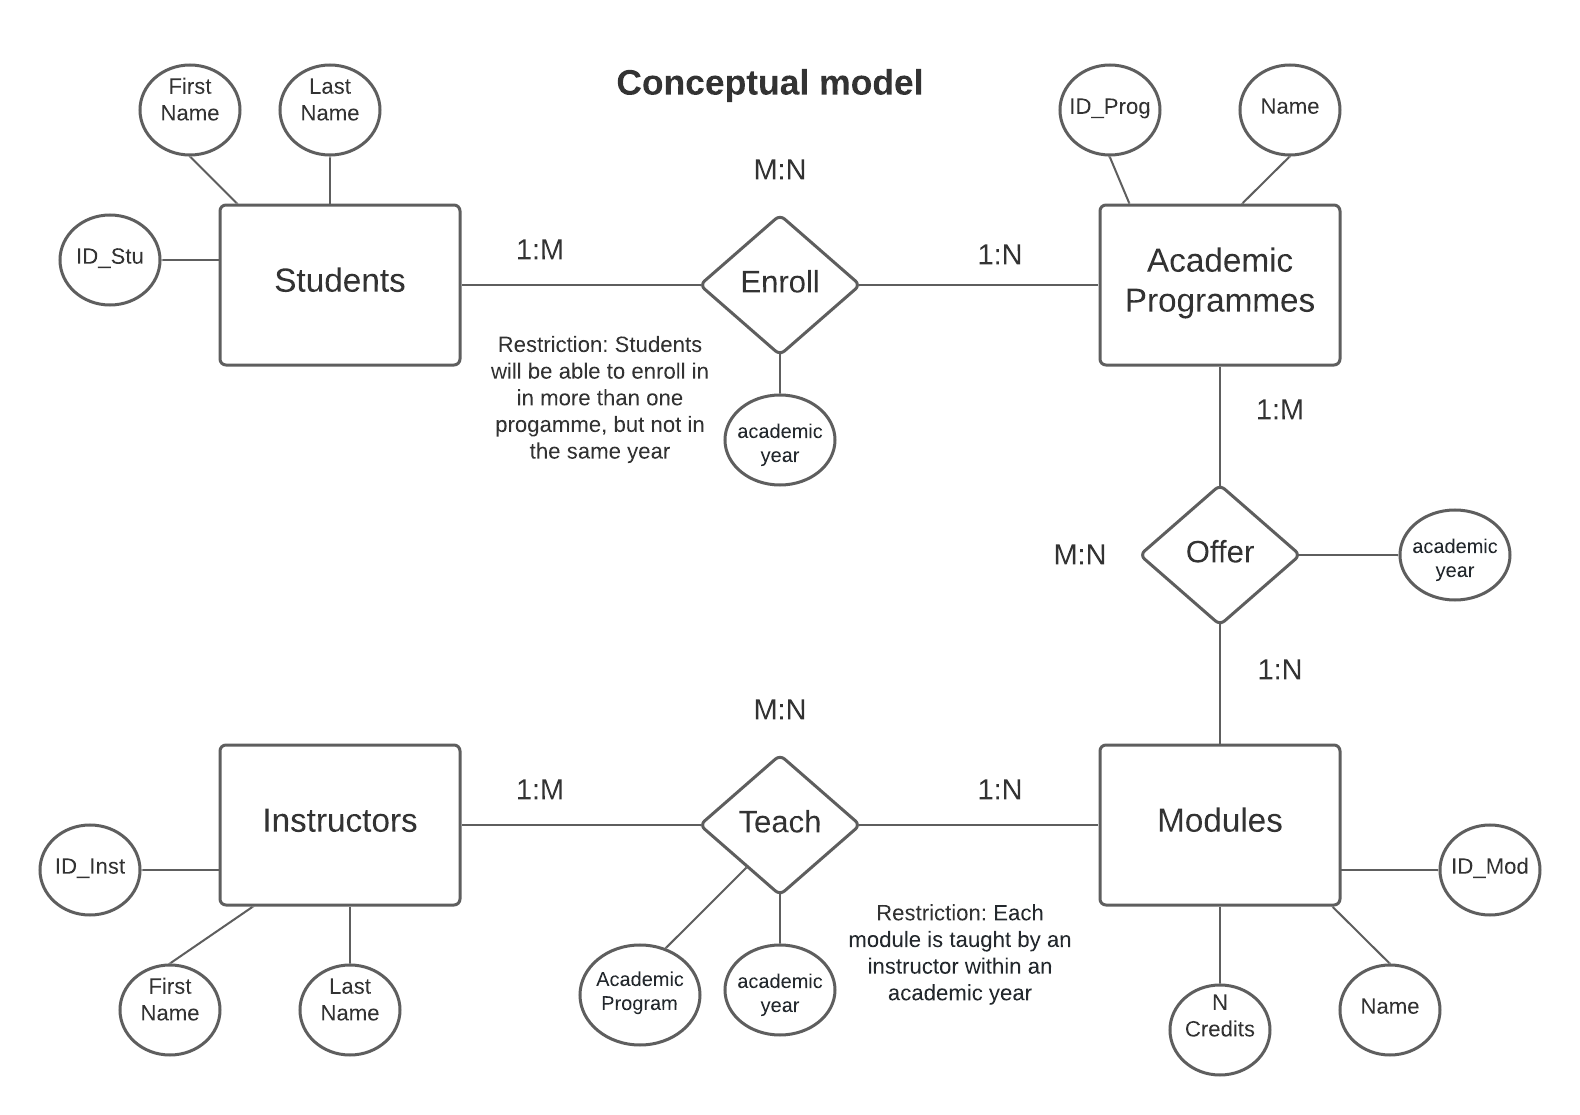 Conceptual model
First
Name
Last
Name
ID_Stu
Students
1:M
M:N
Enroll
1:N
ID_Prog
Name
Academic
Programmes
Restriction: Students
will be able to enroll in
in more than one
progamme, but not in
the same year
academic
year
1:M
M:N
Offer
academic
year
1:N
M:N
Instructors
1:M
Teach
1:N
Modules
ID_Inst
First
Name
Last
Name
Academic
Program
academic
year
Restriction: Each
module is taught by an
instructor within an
academic year
ID_Mod
N
Credits
Name